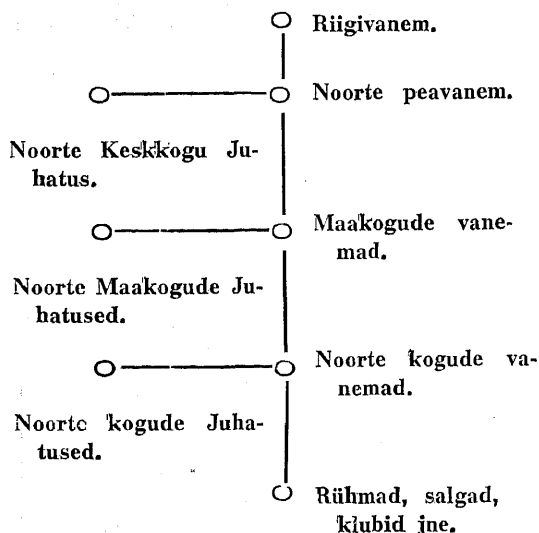 Riigivanem.
Noorte peavanem.
Noorte Keskkogu Ju-
hatus.
Maakogude vane-
mad.
Noorte Maakogude Ju-
hatused.
Noorte kogude va-
nemad.
Noorte kogude Juha-
tused.
Rühmad, salgad,
klubid jne.